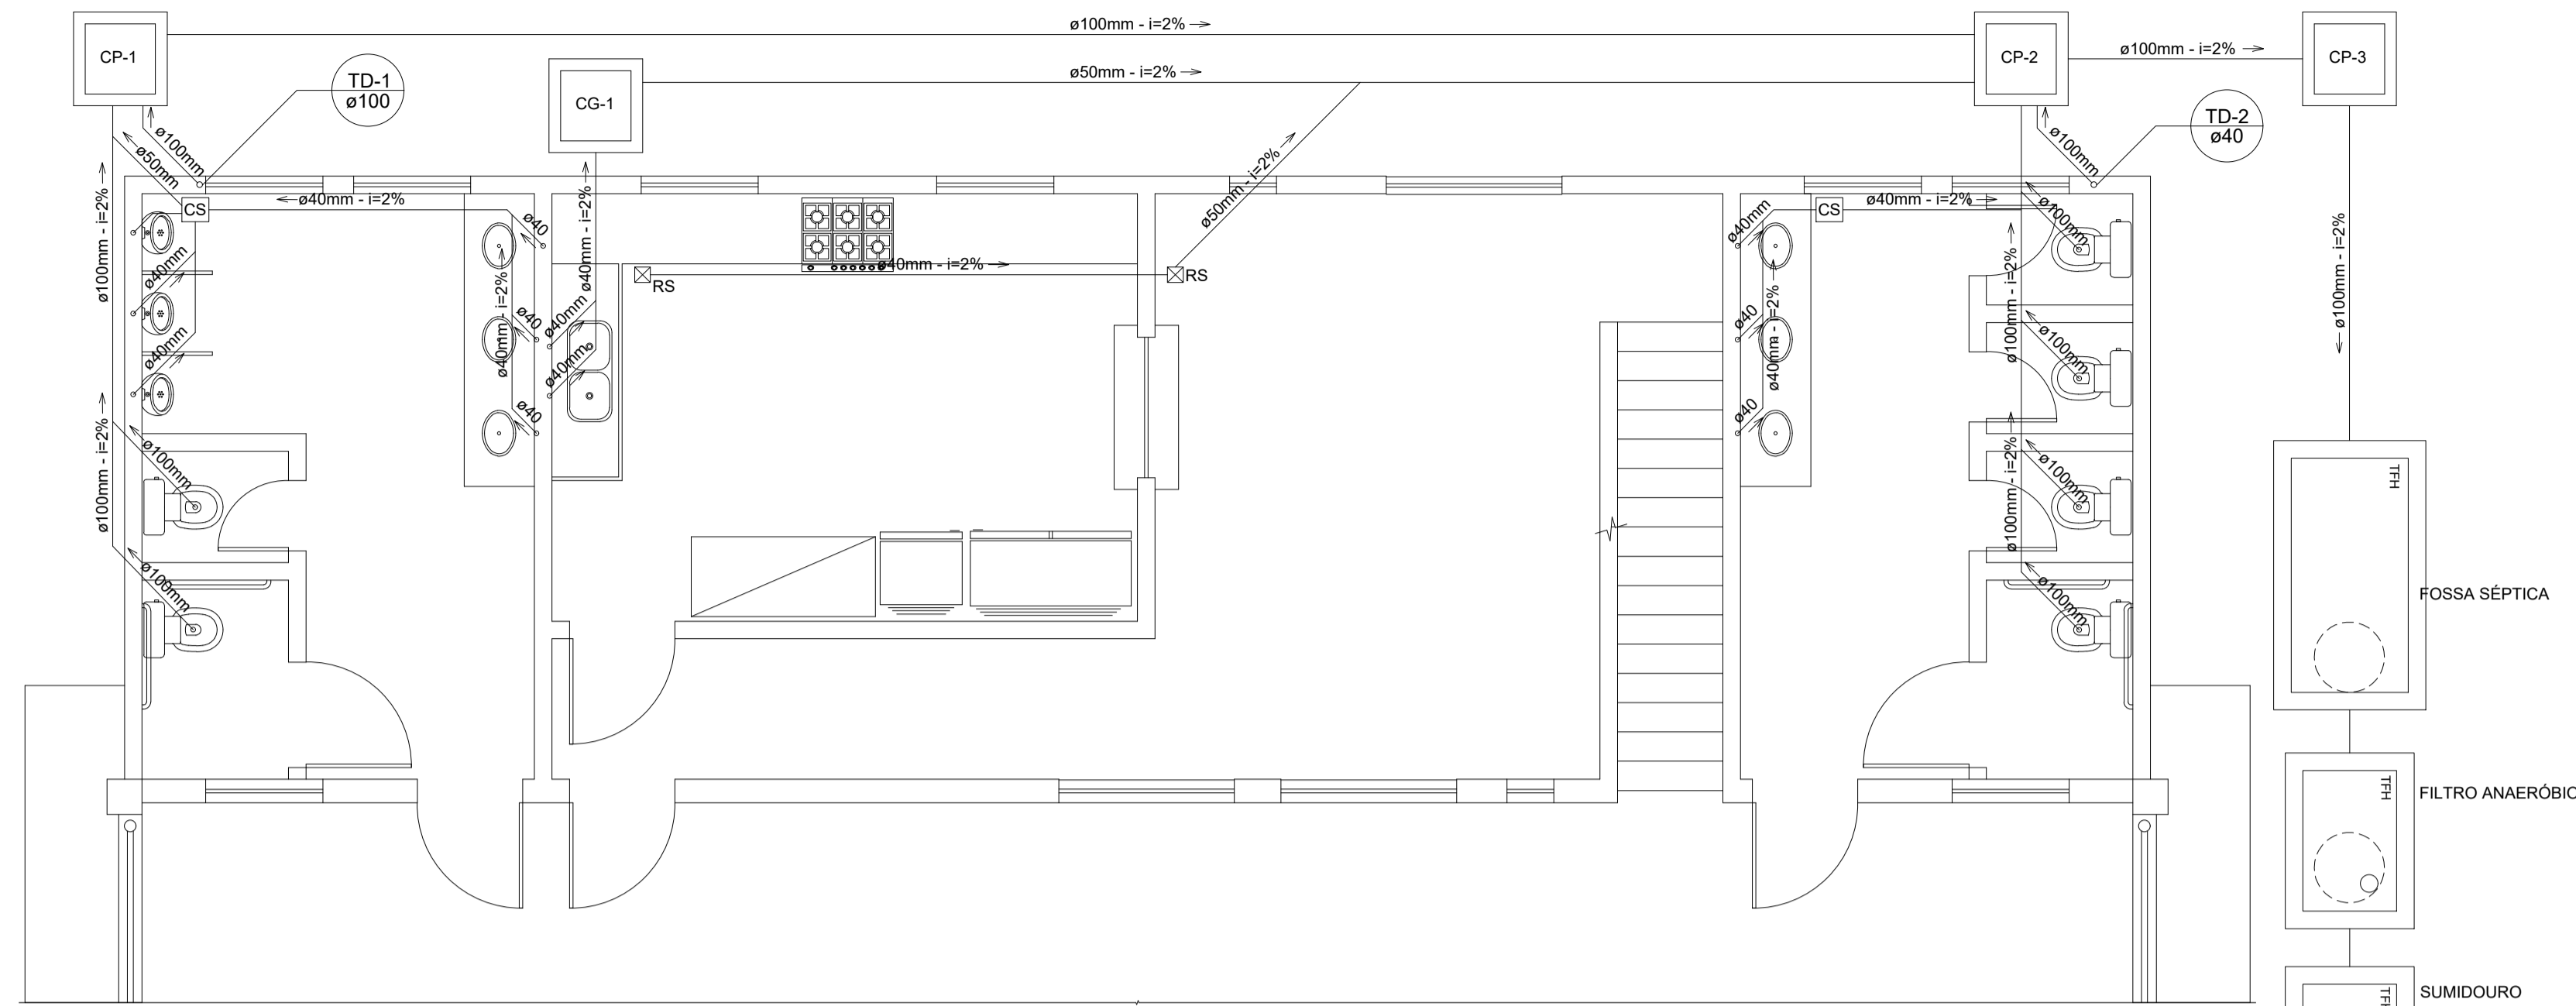 ø100mm - i=2%
CP-1
CP-2
ø100mm - i=2%
CP-3
ø50mm - i=2%
TD-1
ø100
CG-1
TD-2
ø40
ø100mm
ø50mm
ø100mm
ø50mm - i=2%
ø100mm - i=2%
CS
ø40mm - i=2%
ø40
ø40mm - i=2%
ø40mm
CS
ø40mm - i=2%
ø100mm
ø100mm - i=2%
ø40mm
ø40mm - i=2%
RS
ø40mm - i=2%
RS
ø40mm - i=2%
ø100mm - i=2%
ø40
ø40mm
ø40
ø100mm
ø40mm
ø40mm
ø40
ø40
ø100mm - i=2%
ø100mm
ø100mm - i=2%
ø100mm
TFH
ø100mm
ø100mm
FOSSA SÉPTICA
TFH
FILTRO ANAERÓBIO
SUMIDOURO